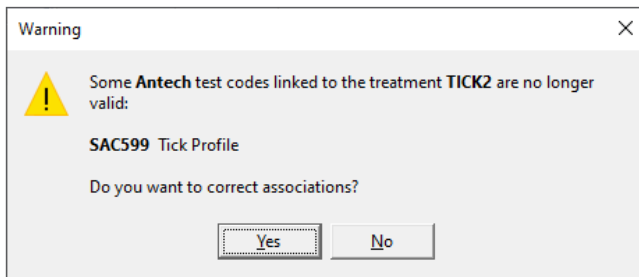 Warning
Some Antech test codes linked to the treatment TICK2 are no longer
valid:
SAC599 Tick Profile
Do you want to correct associations?
Yes
No